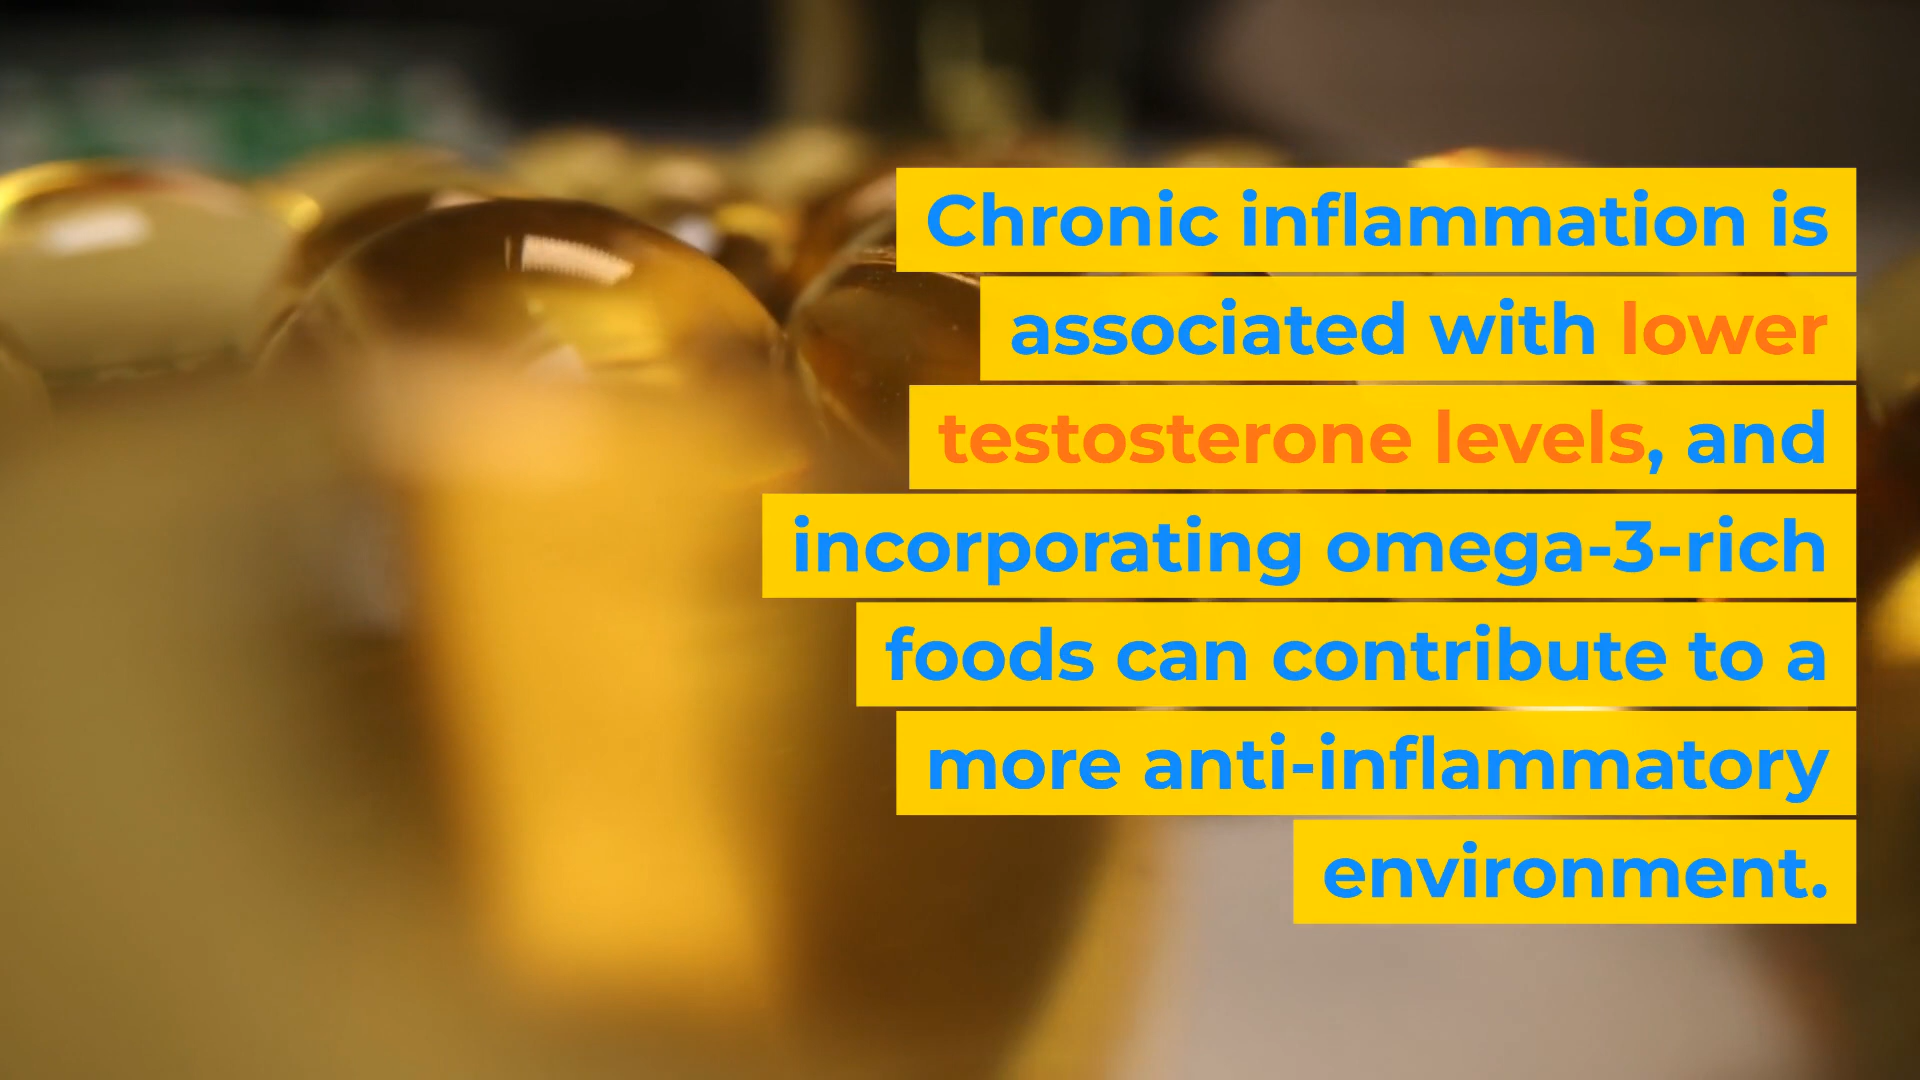 Chronic inflammation is
associated with lower
testosterone levels, and
incorporating omega-3-rich
foods can contribute to a
more anti-inflammatory
environment.